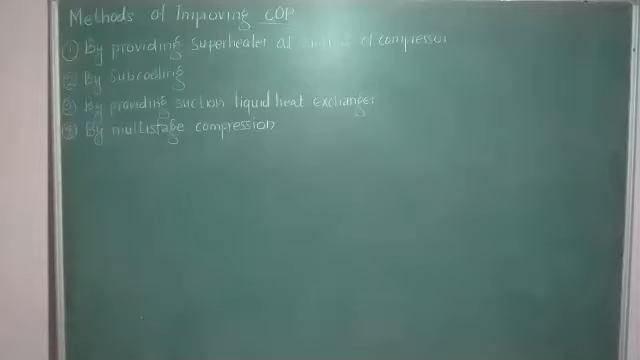 Methods of Improving COP
① By providing superheater at of compressor
② By subcooling
③ By providing suction liquid heat exchanger
④ By multistage compression